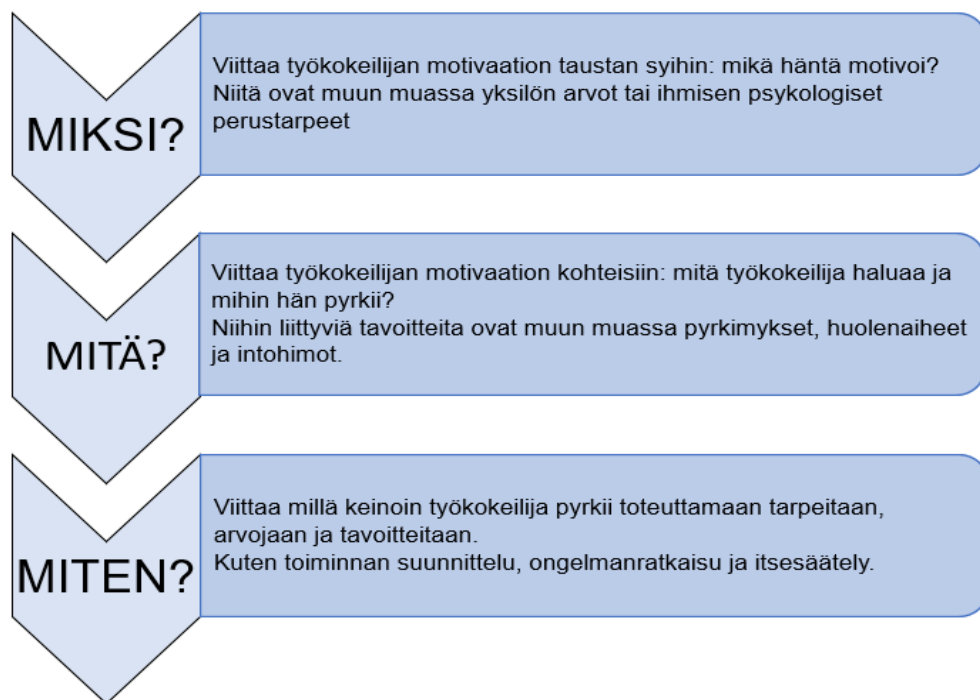 MIKSI?
Viittaa työkokeilijan motivaation taustan syihin: mikä häntä motivoi?
Niitä ovat muun muassa yksilön arvot tai ihmisen psykologiset
perustarpeet
MITÄ?
Viittaa työkokeilijan motivaation kohteisiin: mitä työkokeilija haluaa ja
mihin hän pyrkii?
Niihin liittyviä tavoitteita ovat muun muassa pyrkimykset, huolenaiheet
ja intohimot.
MITEN?
Viittaa millä keinoin työkokeilija pyrkii toteuttamaan tarpeitaan,
arvojaan ja tavoitteitaan.
Kuten toiminnan suunnittelu, ongelmanratkaisu ja itsesäätely.